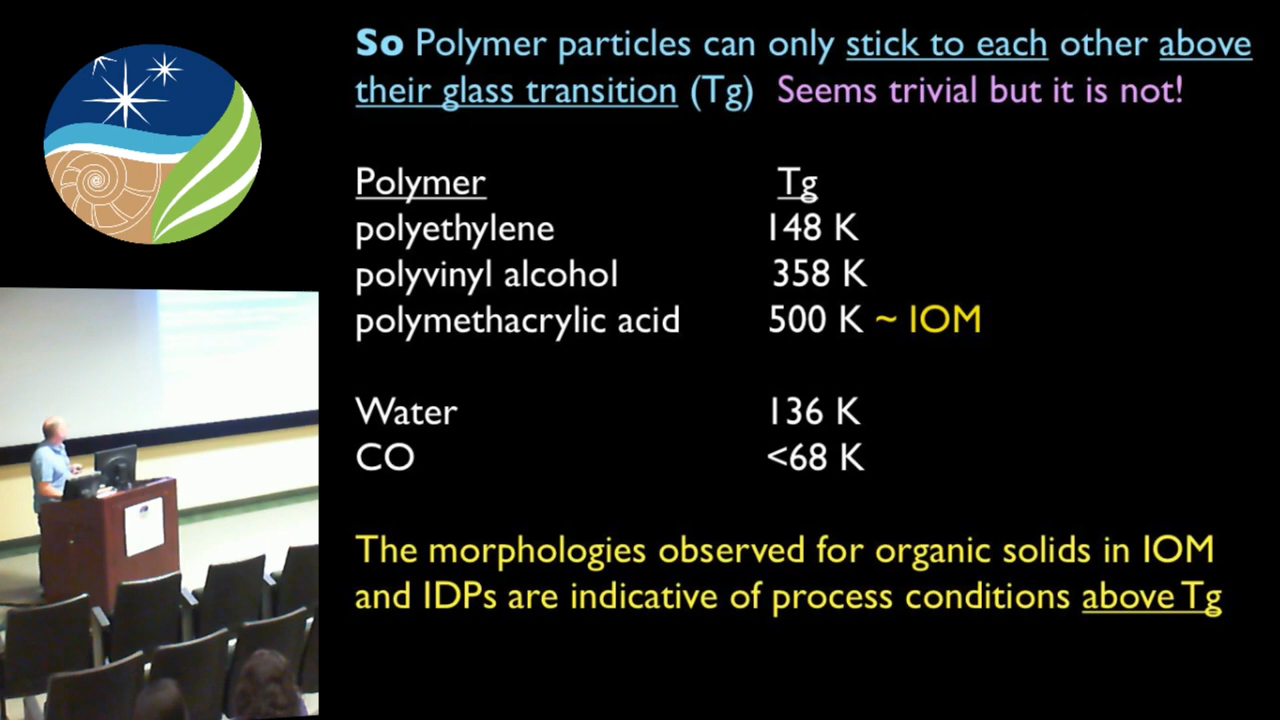 So Polymer particles can only stick to each other above
their glass transition (Tg) Seems trivial but it is not!
Polymer Tg
polyethylene 148 K
polyvinyl alcohol 358 K
polymethacrylic acid 500 K ~ IOM
Water 136 K
CO <68 K
The morphologies observed for organic solids in IOM
and IDPs are indicative of process conditions above Tg